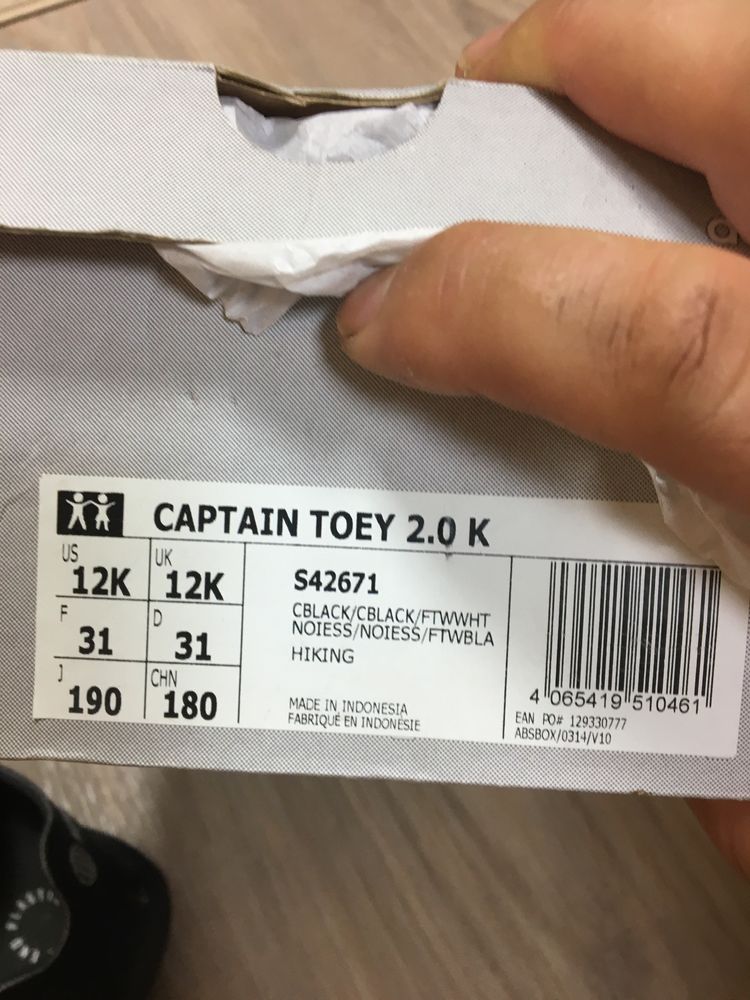 CAPTAIN TOEY 2.0 K
US
12K
UK
12K
F
31
D
31
J
190
CHN
180
S42671
CBLACK/CBLACK/FTWWHT
NOIESS/NOIESS/FTWBLA
HIKING
MADE IN INDONESIA
FABRIQUÉ EN INDONÉSIE
4 065419 510461
EAN PO# 129330777
ABSBOX/0314/V10